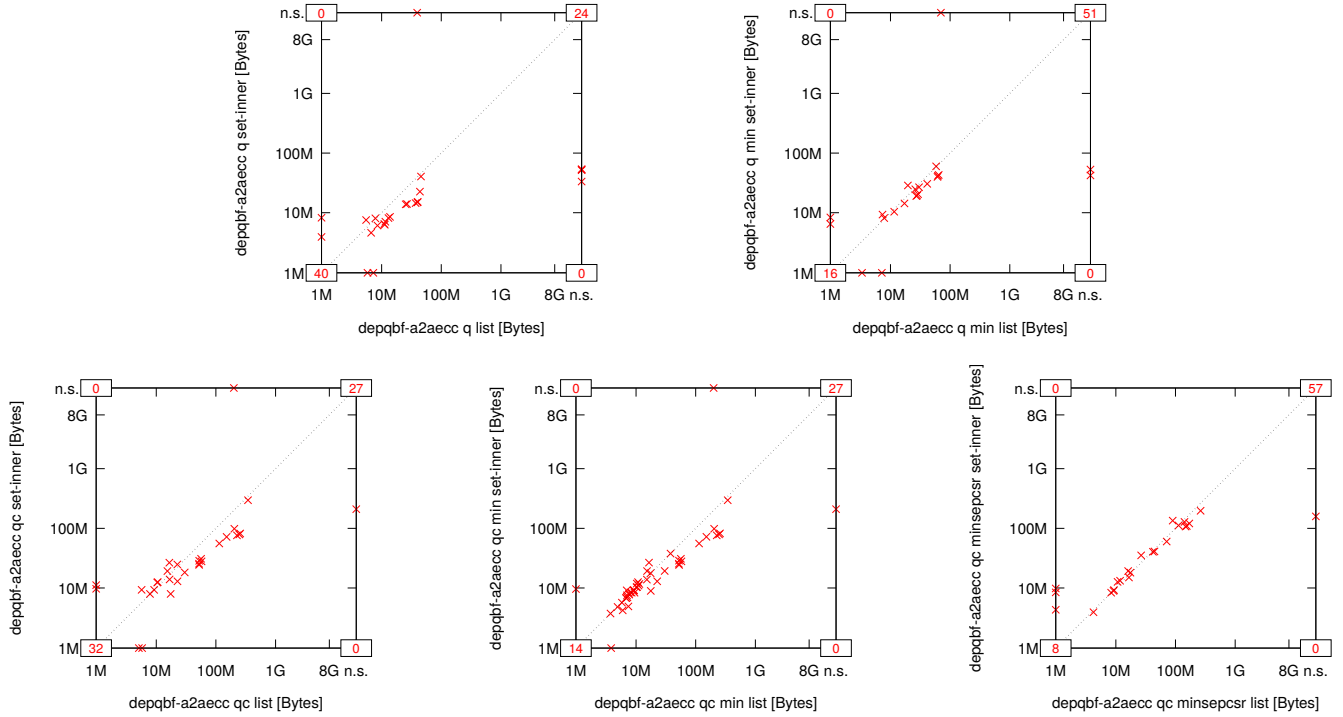 n.s. 0 24
8G
1G
100M
10M
1M 40 0
1M 10M 100M 1G 8G n.s.
depqbf-a2aecc q set-inner [Bytes]
depqbf-a2aecc q list [Bytes]
n.s. 0 51
8G
1G
100M
10M
1M 16 0
1M 10M 100M 1G 8G n.s.
depqbf-a2aecc q min set-inner [Bytes]
depqbf-a2aecc q min list [Bytes]
n.s. 0 27
8G
1G
100M
10M
1M 32 0
1M 10M 100M 1G 8G n.s.
depqbf-a2aecc qc set-inner [Bytes]
depqbf-a2aecc qc list [Bytes]
n.s. 0 27
8G
1G
100M
10M
1M 14 0
1M 10M 100M 1G 8G n.s.
depqbf-a2aecc qc min set-inner [Bytes]
depqbf-a2aecc qc min list [Bytes]
n.s. 0 57
8G
1G
100M
10M
1M 8 0
1M 10M 100M 1G 8G n.s.
depqbf-a2aecc qc minsepcsr set-inner [Bytes]
depqbf-a2aecc qc minsepcsr list [Bytes]